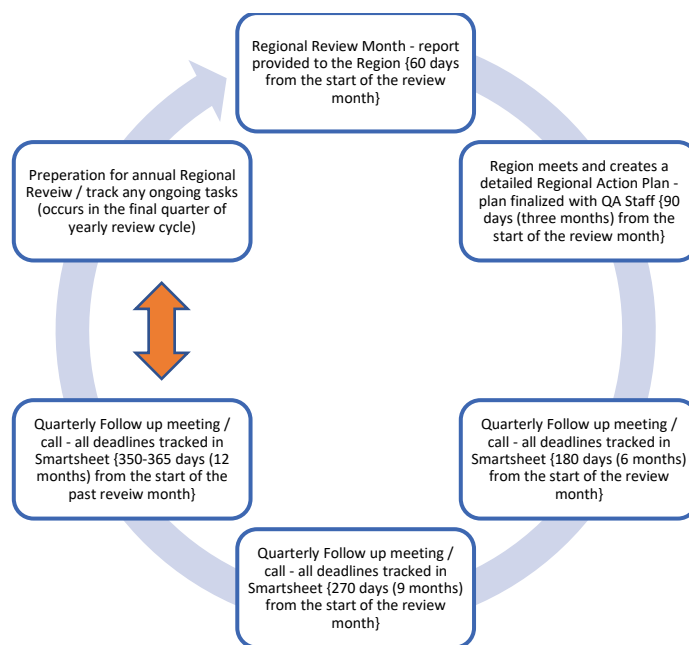 Regional Review Month - report
provided to the Region {60 days
from the start of the review
month}
Region meets and creates a
detailed Regional Action Plan -
plan finalized with QA Staff {90
days (three months) from the
start of the review month}
Quarterly Follow up meeting /
call - all deadlines tracked in
Smartsheet {180 days (6 months)
from the start of the review
month}
Quarterly Follow up meeting /
call - all deadlines tracked in
Smartsheet {270 days (9 months)
from the start of the review
month}
Quarterly Follow up meeting /
call - all deadlines tracked in
Smartsheet {350-365 days (12
months) from the start of the
past reveiw month}
Preperation for annual Regional
Reveiw / track any ongoing tasks
(occurs in the final quarter of
yearly review cycle)